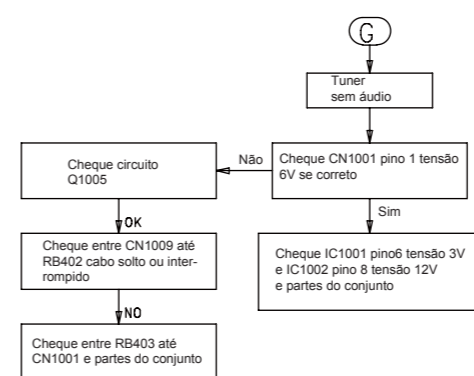 G
Tuner
sem áudio
Cheque CN1001 pino 1 tensão
6V se correto
Não
Cheque circuito
Q1005
Sim
OK
Cheque entre CN1009 até
RB402 cabo solto ou inter-
rompido
Cheque IC1001 pino6 tensão 3V
e IC1002 pino 8 tensão 12V
e partes do conjunto
NO
Cheque entre RB403 até
CN1001 e partes do conjunto